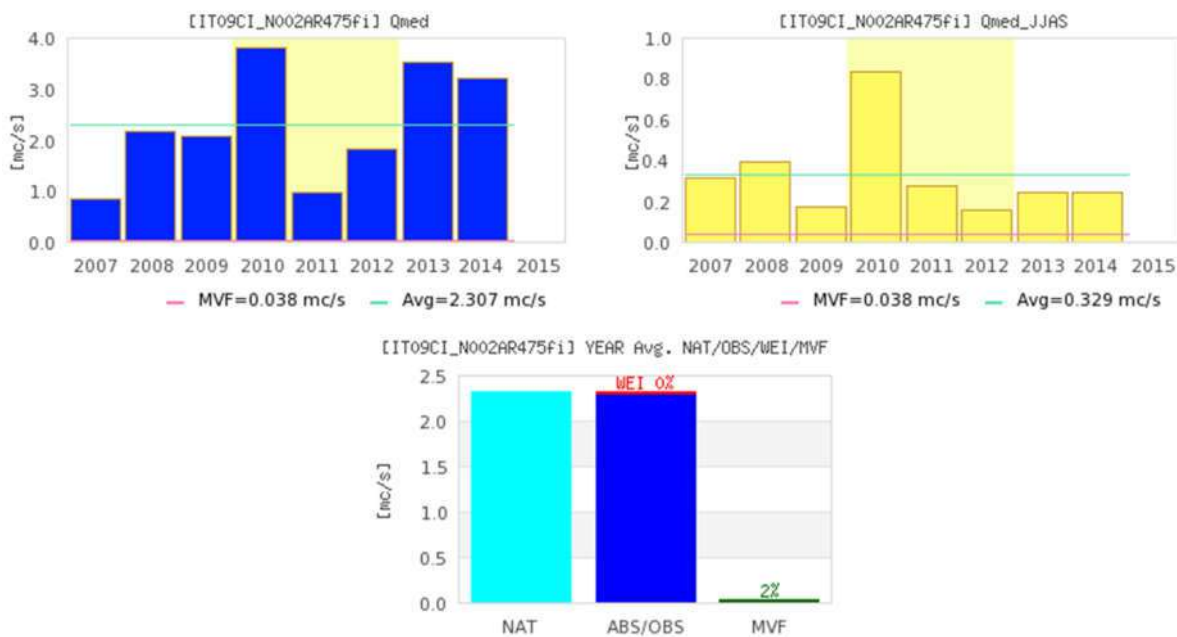 [IT09CI_N002AR475fi] Qmed
4.0
3.0
2.0
1.0
0.0
[mc/s]
2007 2008 2009 2010 2011 2012 2013 2014 2015
MVF=0.038 mc/s Avg=2.307 mc/s
[IT09CI_N002AR475fi] Qmed_JJAS
1.0
0.8
0.6
0.4
0.2
0.0
[mc/s]
2007 2008 2009 2010 2011 2012 2013 2014 2015
MVF=0.038 mc/s Avg=0.329 mc/s
[IT09CI_N002AR475fi] YEAR Avg. NAT/OBS/WEI/MVF
2.5
2.0
1.5
1.0
0.5
0.0
[mc/s]
WEI 0%
2%
NAT ABS/OBS MVF